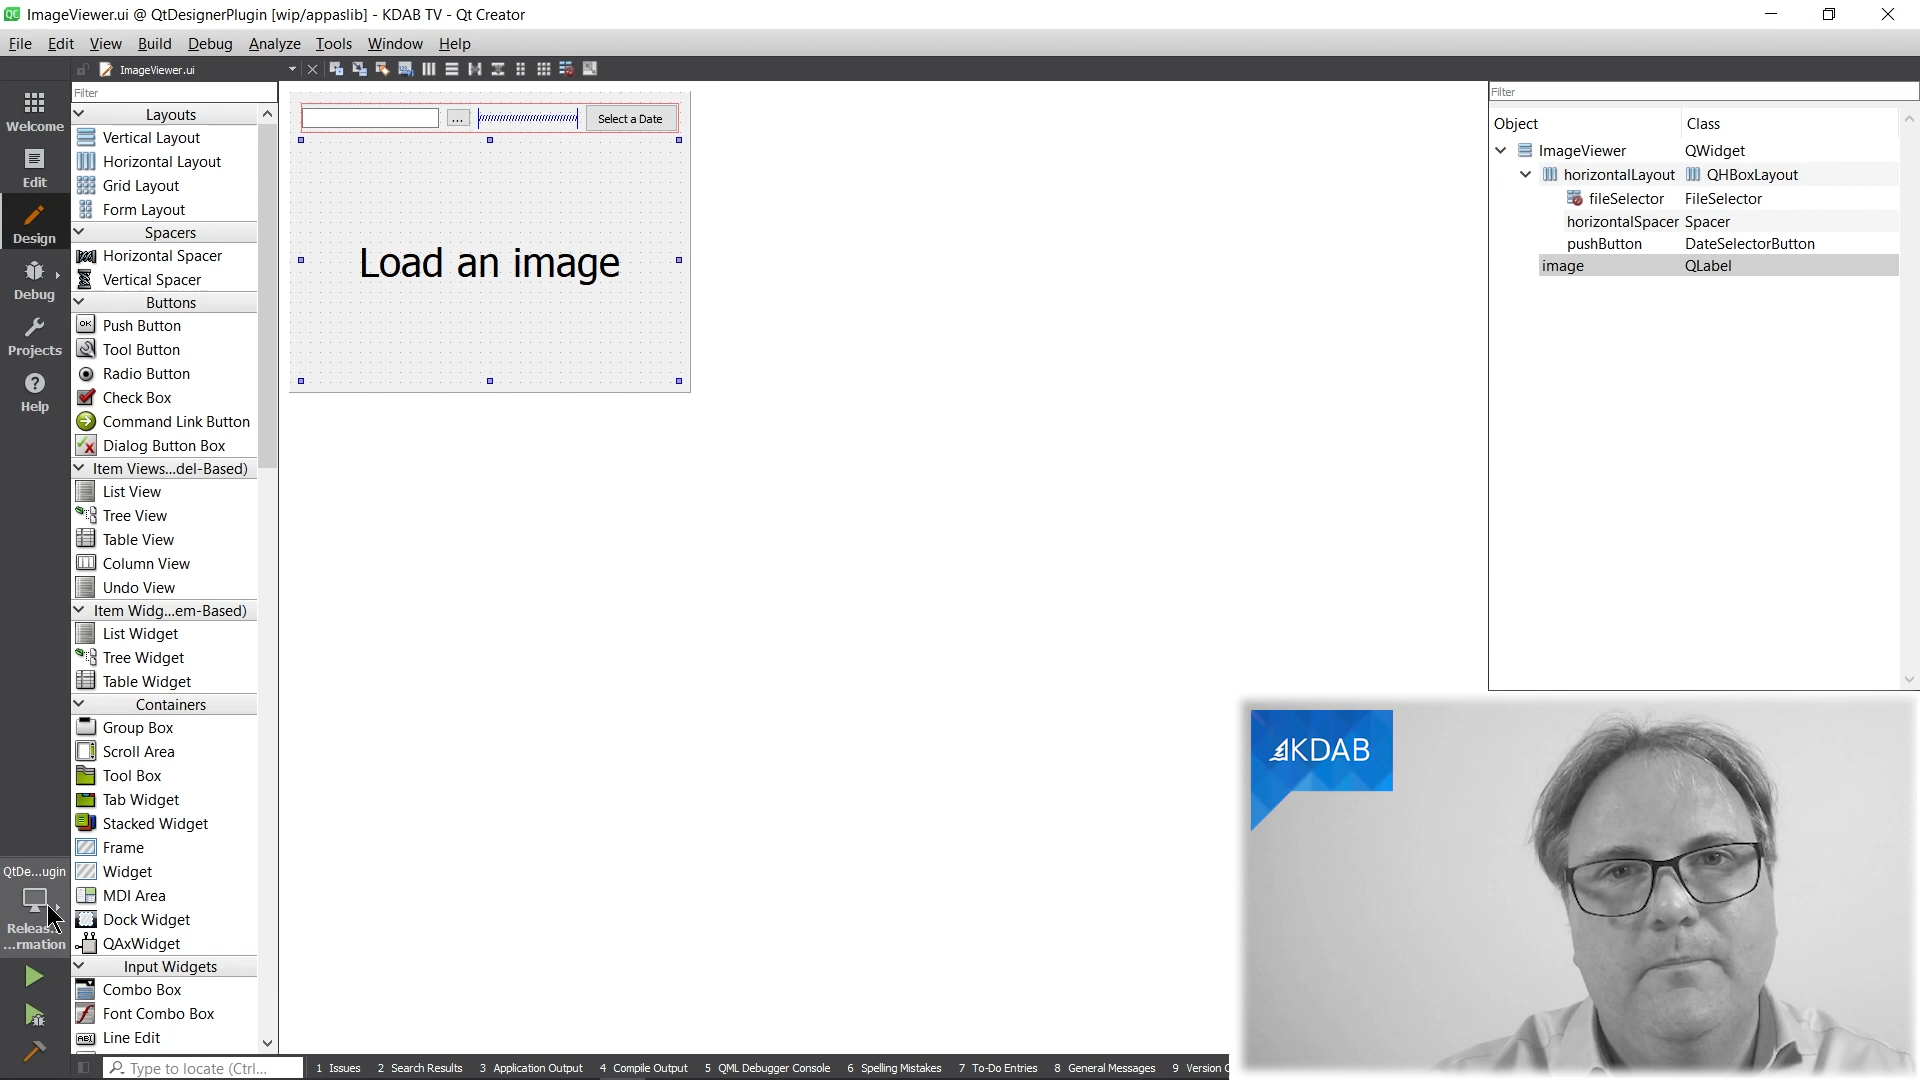 ImageViewer.ui @ QtDesignerPlugin [wip/appaslib] - KDAB TV - Qt Creator
File Edit View Build Debug Analyze Tools Window Help
ImageViewer.ui
Welcome
Edit
Design
Debug
Projects
Help
QtDe...ugin
...rmation
Filter
Layouts
Vertical Layout
Horizontal Layout
Grid Layout
Form Layout
Spacers
Horizontal Spacer
Vertical Spacer
Buttons
Push Button
Tool Button
Radio Button
Check Box
Command Link Button
Dialog Button Box
Item Views...del-Based)
List View
Tree View
Table View
Column View
Undo View
Item Widg...em-Based)
List Widget
Tree Widget
Table Widget
Containers
Group Box
Scroll Area
Tool Box
Tab Widget
Stacked Widget
Frame
Widget
MDI Area
Dock Widget
QAxWidget
Input Widgets
Combo Box
Font Combo Box
Line Edit
... Select a Date
Load an image
Filter
Object Class
ImageViewer QWidget
horizontalLayout QHBoxLayout
fileSelector FileSelector
horizontalSpacer Spacer
pushButton DateSelectorButton
image QLabel
KDAB
Type to locate (Ctrl... 1 Issues 2 Search Results 3 Application Output 4 Compile Output 5 QML Debugger Console 6 Spelling Mistakes 7 To-Do Entries 8 General Messages 9 Version